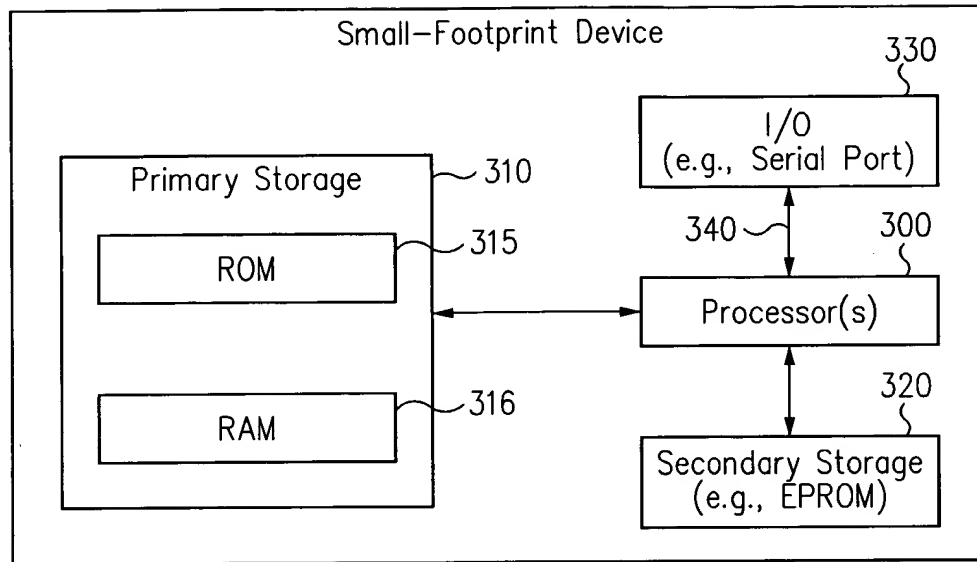 Small-Footprint Device
330
I/O
(e.g., Serial Port)
Primary Storage
310
340
300
ROM
315
Processor(s)
RAM
316
320
Secondary Storage
(e.g., EPROM)